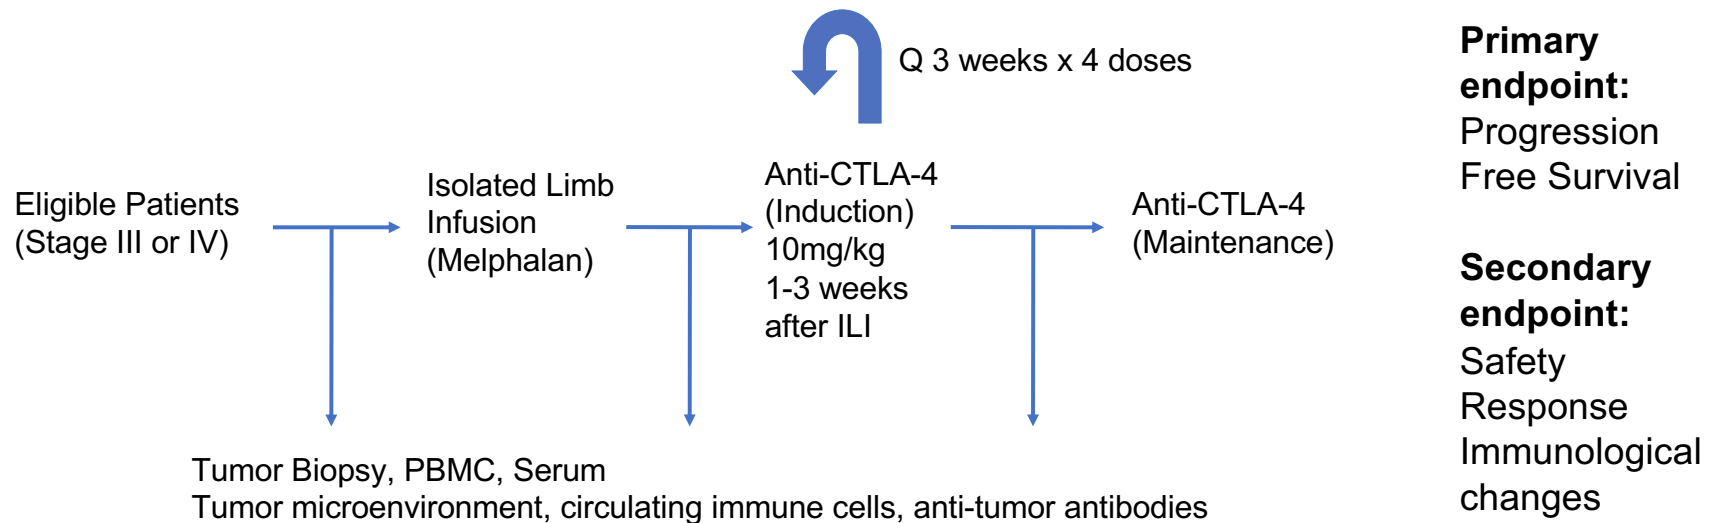 Q 3 weeks x 4 doses
Eligible Patients
(Stage III or IV)
Isolated Limb
Infusion
(Melphalan)
Anti-CTLA-4
(Induction)
10mg/kg
1-3 weeks
after ILI
Anti-CTLA-4
(Maintenance)
Tumor Biopsy, PBMC, Serum
Tumor microenvironment, circulating immune cells, anti-tumor antibodies
Primary
endpoint:
Progression
Free Survival
Secondary
endpoint:
Safety
Response
Immunological
changes